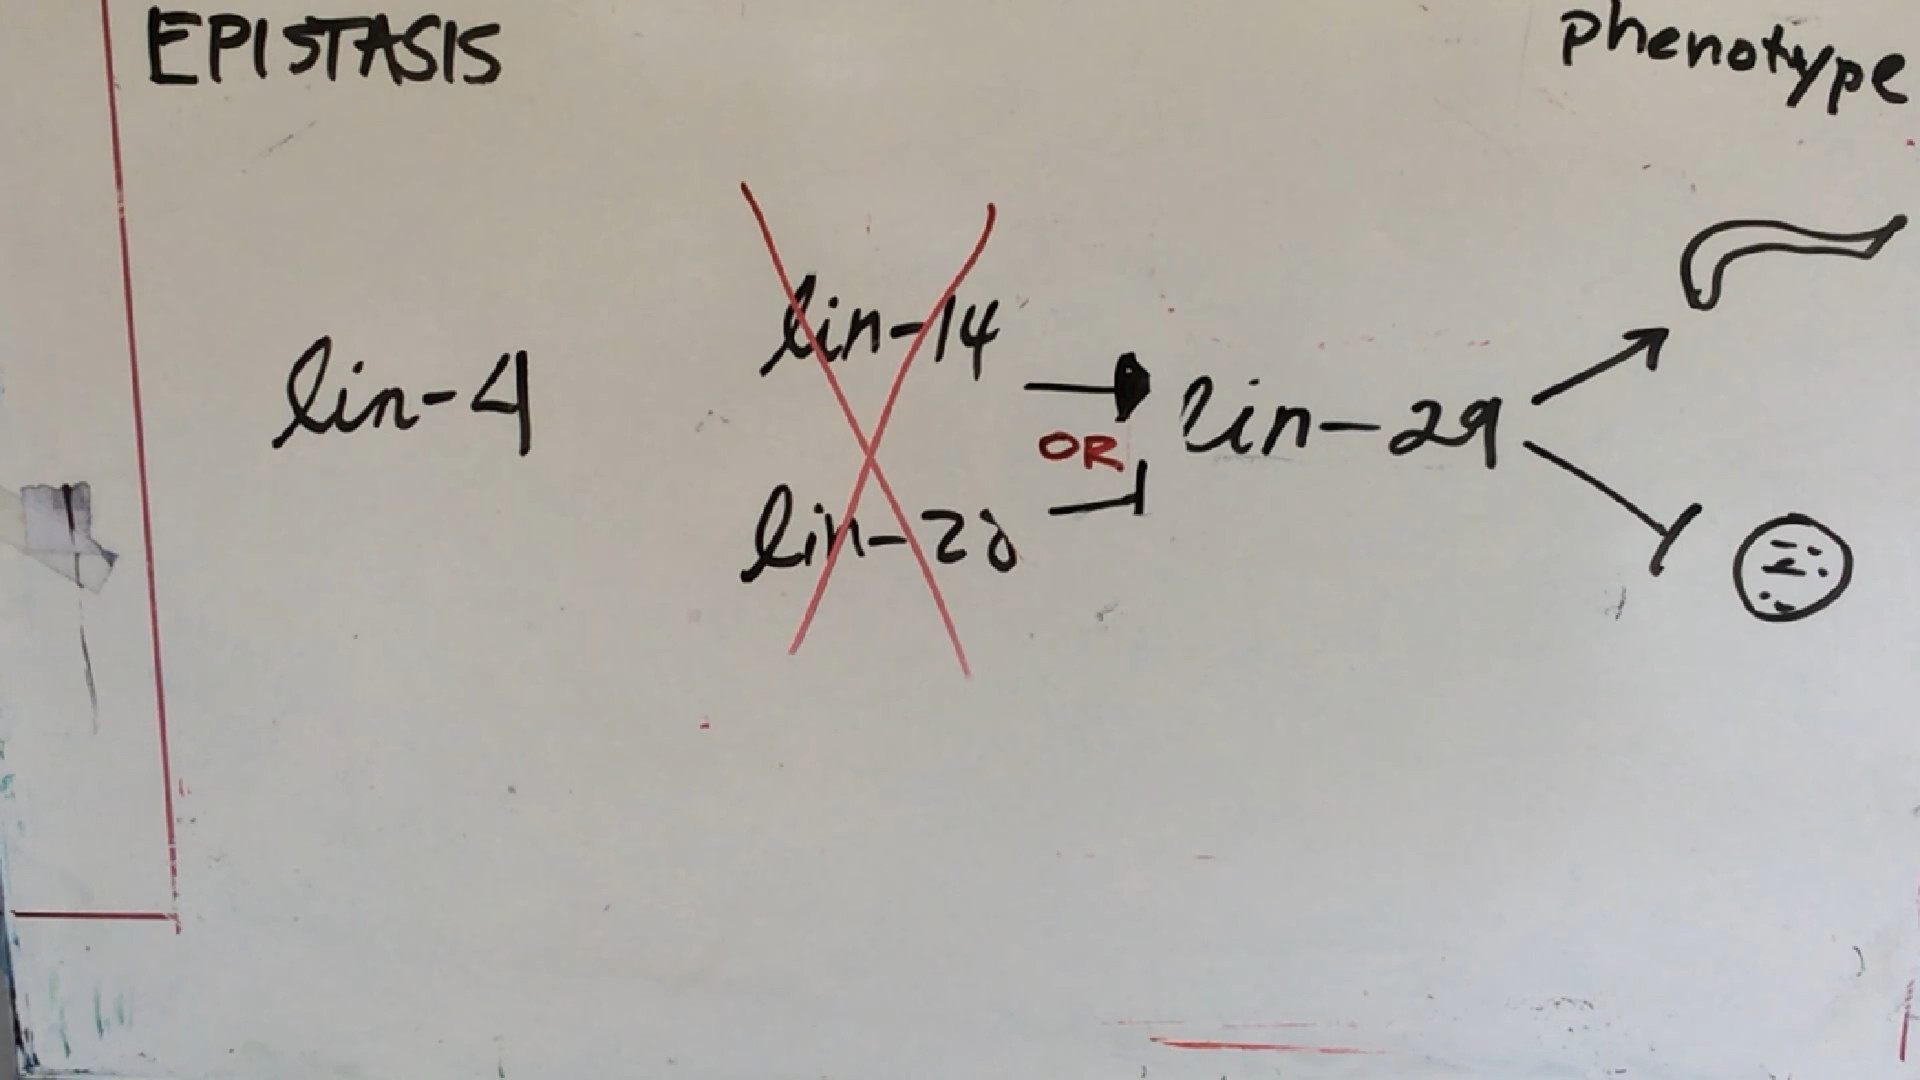 EPISTASIS
phenotype
lin-14
lin-4
OR
lin-29
lin-28